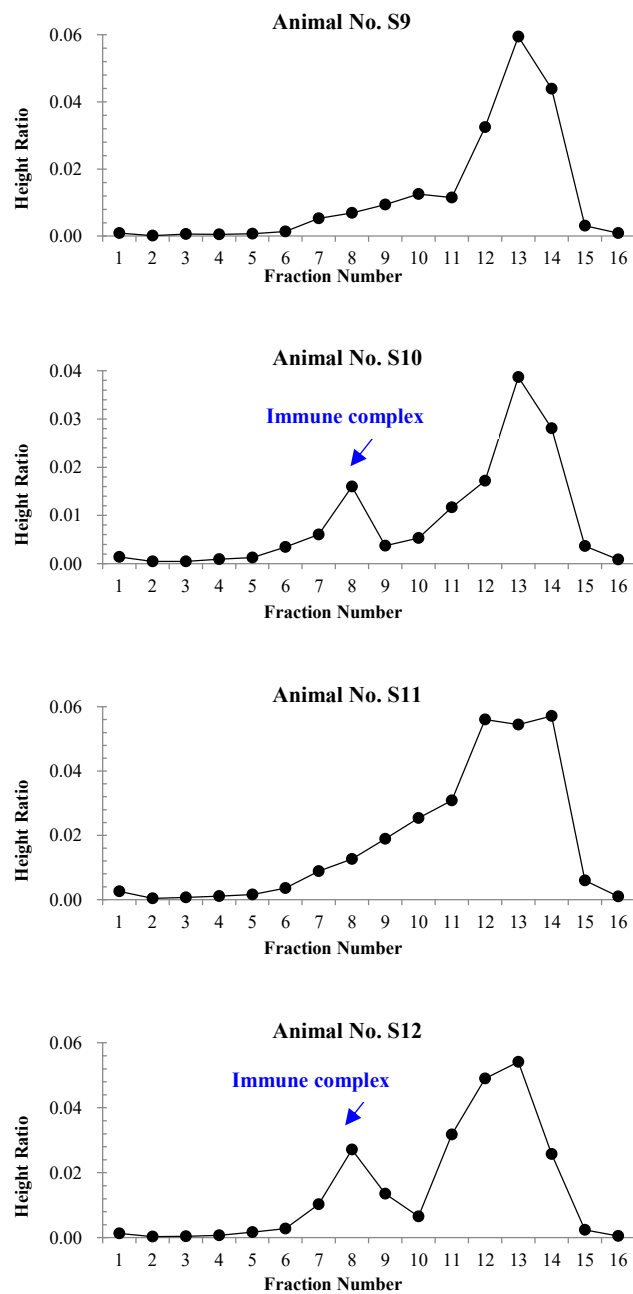 Animal No. S9
Height Ratio
0.06
0.04
0.02
0.00
1 2 3 4 5 6 7 8 9 10 11 12 13 14 15 16
Fraction Number
Animal No. S10
Immune complex
Height Ratio
0.04
0.03
0.02
0.01
0.00
1 2 3 4 5 6 7 8 9 10 11 12 13 14 15 16
Fraction Number
Animal No. S11
Height Ratio
0.06
0.04
0.02
0.00
1 2 3 4 5 6 7 8 9 10 11 12 13 14 15 16
Fraction Number
Animal No. S12
Immune complex
Height Ratio
0.06
0.04
0.02
0.00
1 2 3 4 5 6 7 8 9 10 11 12 13 14 15 16
Fraction Number